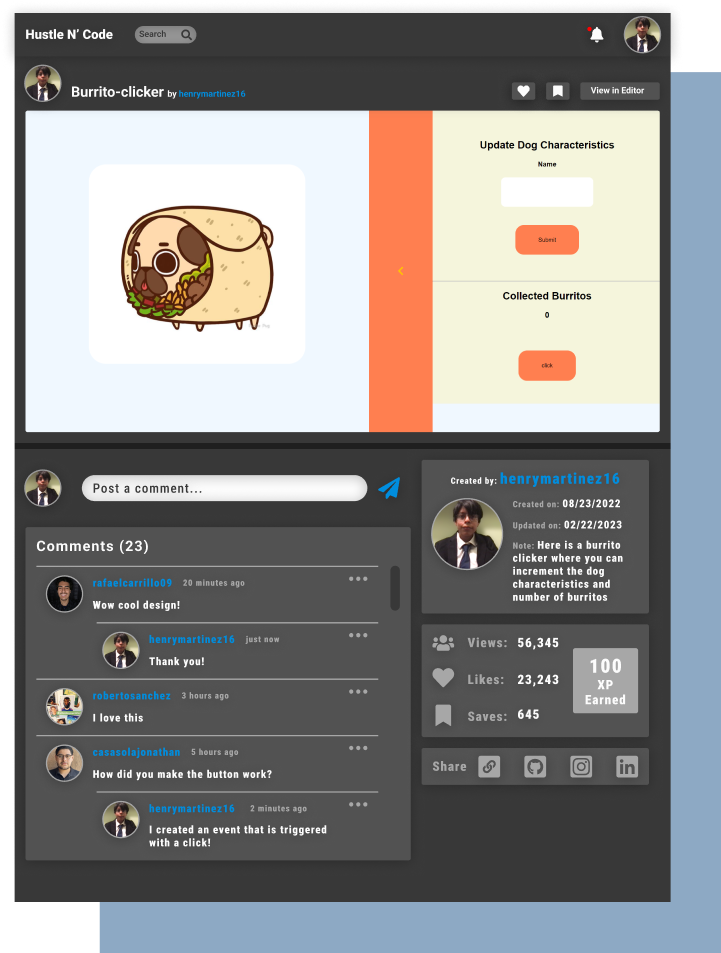 Hustle N' Code
Search
Burrito-clicker by henrymartinez16
View in Editor
Update Dog Characteristics
Name
Submit
Collected Burritos
0
click
Post a comment...
Comments (23)
rafaelcarrillo09 20 minutes ago
Wow cool design!
henrymartinez16 just now
Thank you!
robertosanchez 3 hours ago
I love this
casasolajonathan 5 hours ago
How did you make the button work?
henrymartinez16 2 minutes ago
I created an event that is triggered
with a click!
Created by: henrymartinez16
Created on: 08/23/2022
Updated on: 02/22/2023
Note: Here is a burrito
clicker where you can
increment the dog
characteristics and
number of burritos
Views: 56,345
Likes: 23,243
Saves: 645
100
XP
Earned
Share
in